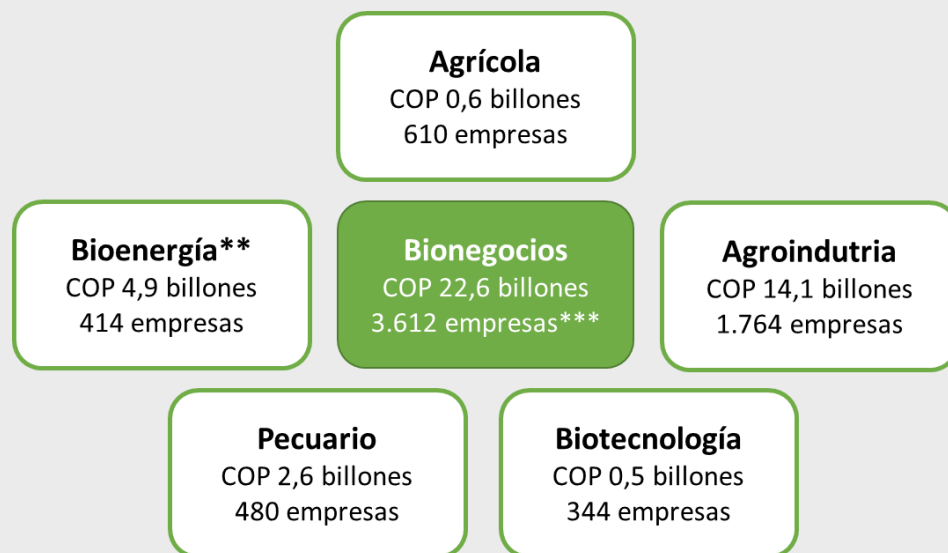 Agrícola
COP 0,6 billones
610 empresas
Bioenergía**
COP 4,9 billones
414 empresas
Bionegocios
COP 22,6 billones
3.612 empresas***
Agroindutria
COP 14,1 billones
1.764 empresas
Pecuario
COP 2,6 billones
480 empresas
Biotecnología
COP 0,5 billones
344 empresas